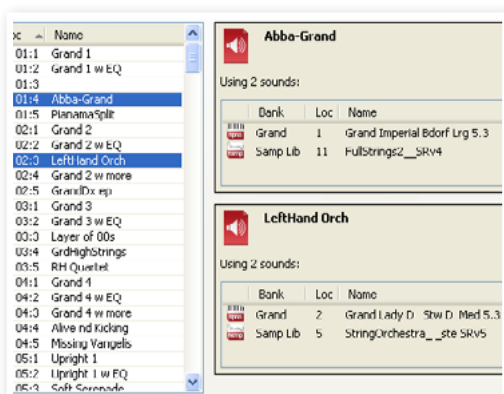 Loc Name
01:1 Grand 1
01:2 Grand 1 w EQ
01:3
01:4 Abba-Grand
01:5 PianamaSplit
02:1 Grand 2
02:2 Grand 2 w EQ
02:3 LeftHand Orch
02:4 Grand 2 w more
02:5 GrandDx ep
03:1 Grand 3
03:2 Grand 3 w EQ
03:3 Layer of 80s
03:4 GrdHighStrings
03:5 RH Quartet
04:1 Grand 4
04:2 Grand 4 w EQ
04:3 Grand 4 w more
04:4 Alive nd Kicking
04:5 Missing Vangelis
05:1 Upright 1
05:2 Upright 1 w EQ
05:3 Soft Serenade
Abba-Grand
Using 2 sounds:
Bank Loc Name
Grand 1 Grand Imperial Bdorf Lrg 5.3
Samp Lib 11 FullStrings2__SRv4
LeftHand Orch
Using 2 sounds:
Bank Loc Name
Grand 2 Grand Lady D Stw D Med 5.3
Samp Lib 5 StringOrchestra_ _ste SRv5